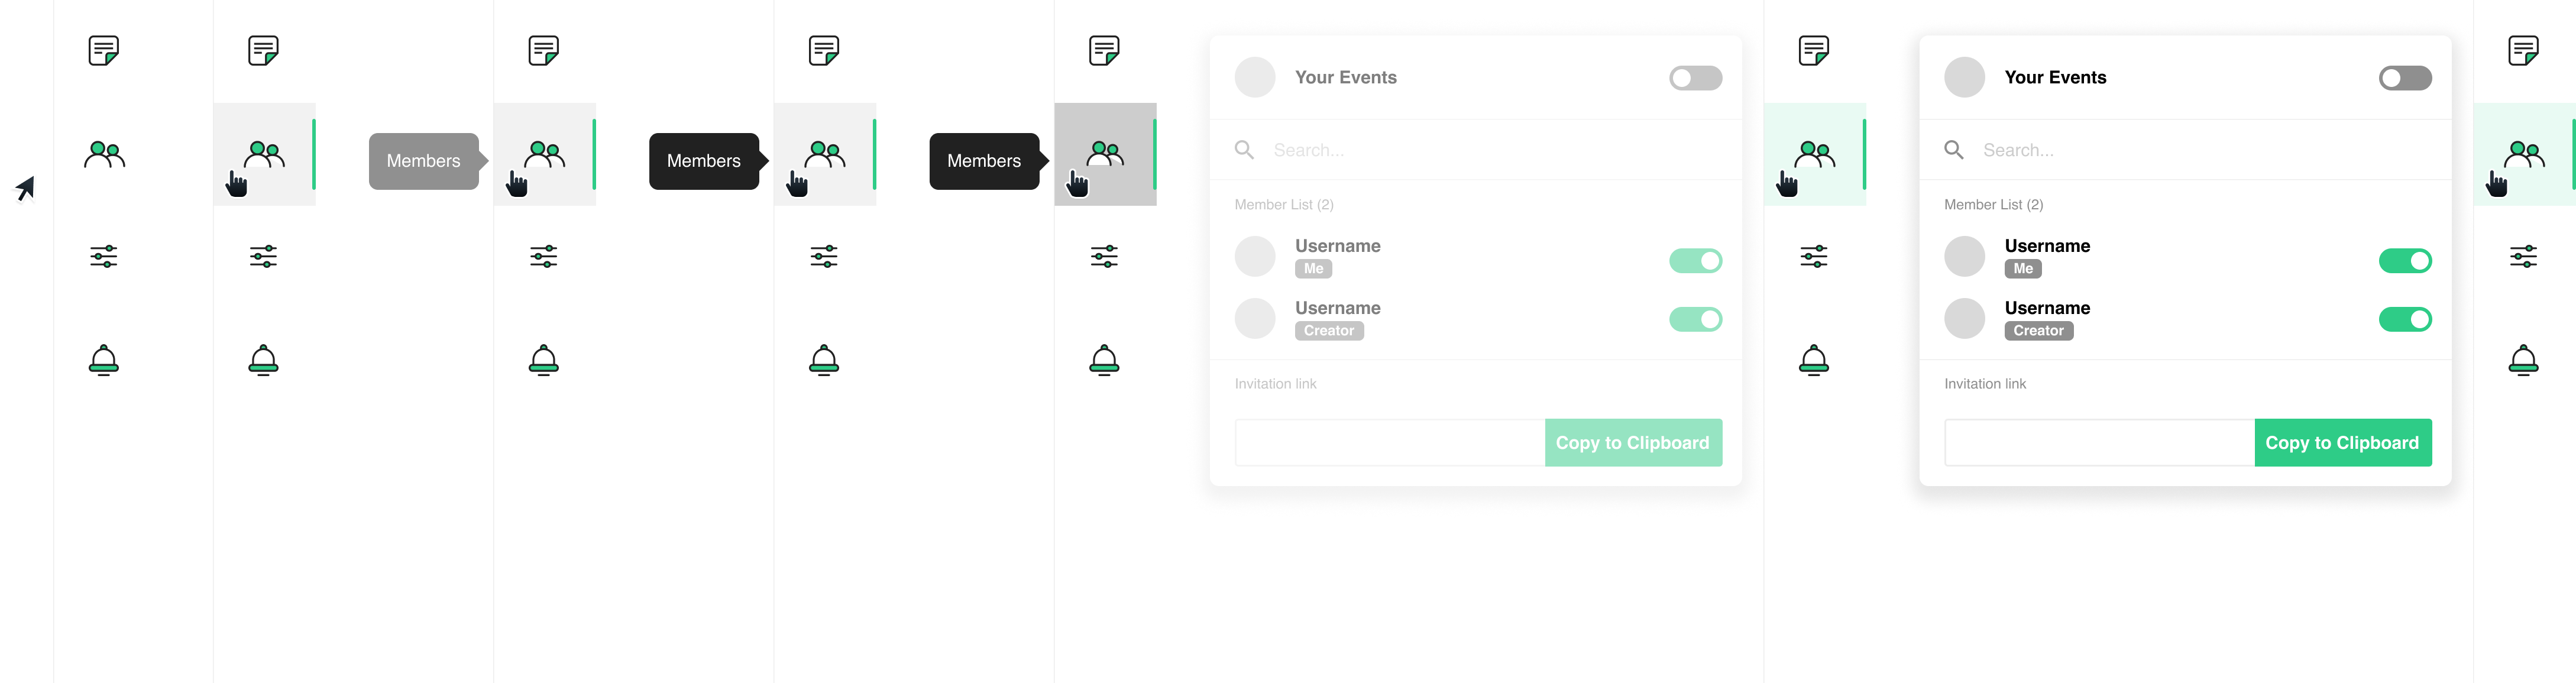 Members
Members
Members
Your Events
Search...
Member List (2)
Username
Me
Username
Creator
Invitation link
Copy to Clipboard
Your Events
Search...
Member List (2)
Username
Me
Username
Creator
Invitation link
Copy to Clipboard